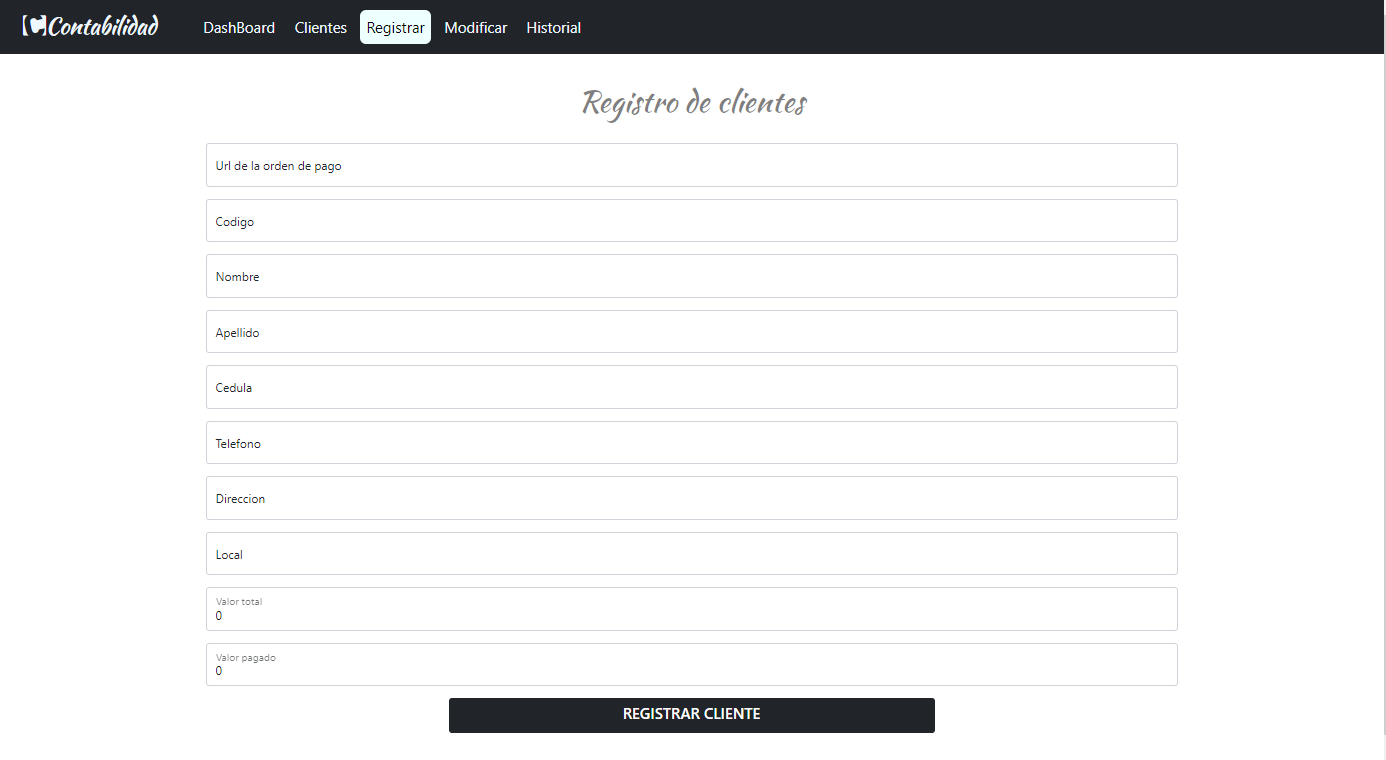 Contabilidad DashBoard Clientes Registrar Modificar Historial
Registro de clientes
Url de la orden de pago
Codigo
Nombre
Apellido
Cedula
Telefono
Direccion
Local
Valor total
0
Valor pagado
0
REGISTRAR CLIENTE